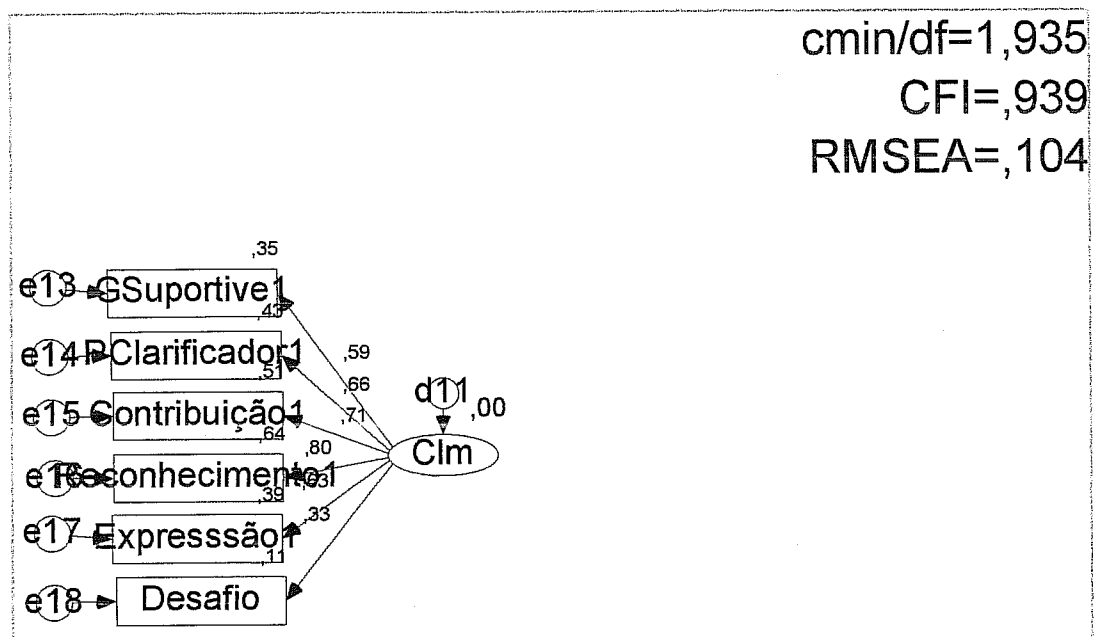 cmin/df=1,935
CFI=,939
RMSEA=,104
,35
e13 GSuportive1
,43
e14 PClarificador1
,59
,51
,66
d11
,00
e15 Contribuição1
,71
,64
,80
Clm
e16 Reconhecimento1
,63
,39
,33
e17 Expresssão1
,11
e18 Desafio